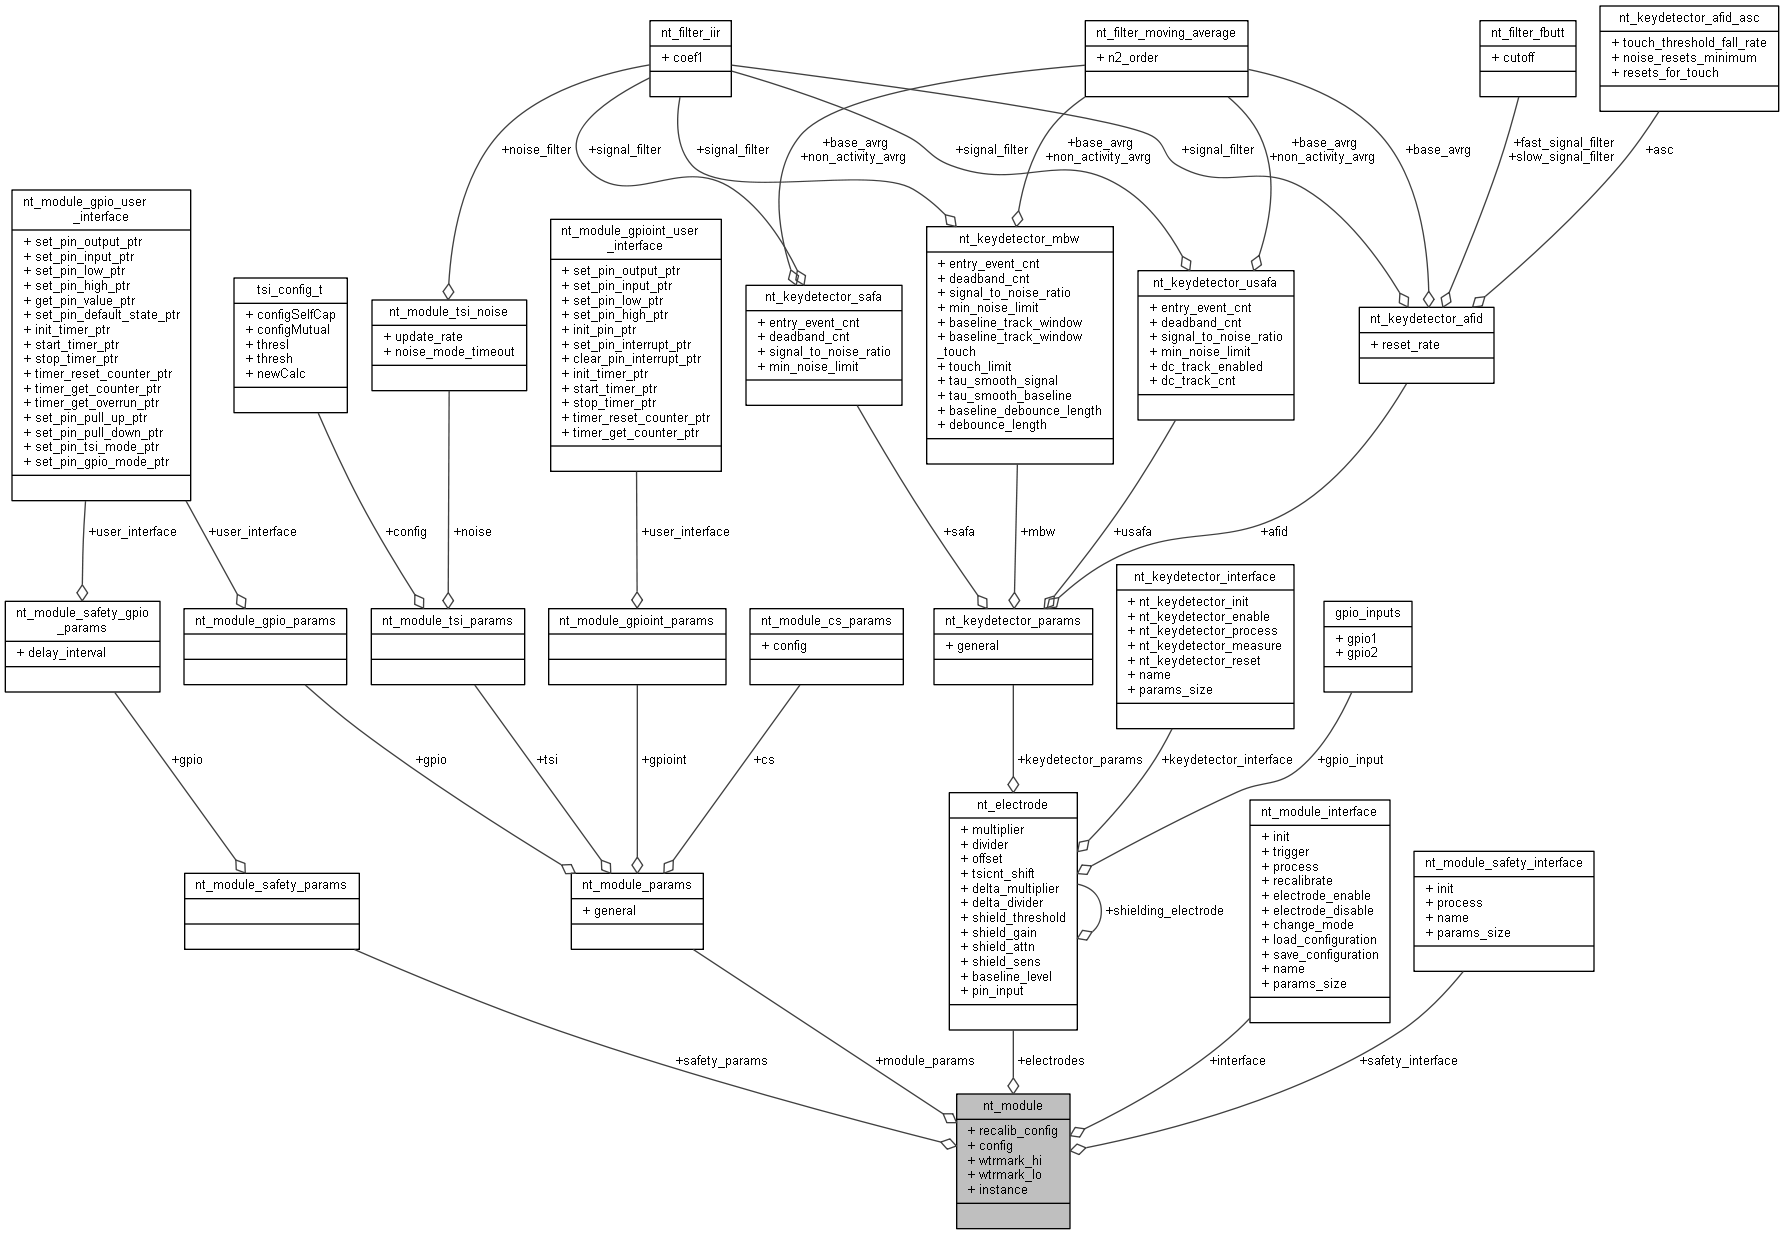 nt_filter_iir
+ coef1
nt_filter_moving_average
+ n2_order
nt_filter_fbutt
+ cutoff
nt_keydetector_afid_asc
+ touch_threshold_fall_rate
+ noise_resets_minimum
+ resets_for_touch
+noise_filter
+signal_filter
+signal_filter
+base_avrg
+non_activity_avrg
+signal_filter
+base_avrg
+non_activity_avrg
+signal_filter
+base_avrg
+non_activity_avrg
+base_avrg
+fast_signal_filter
+slow_signal_filter
+asc
nt_module_gpio_user
_interface
+ set_pin_output_ptr
+ set_pin_input_ptr
+ set_pin_low_ptr
+ set_pin_high_ptr
+ get_pin_value_ptr
+ set_pin_default_state_ptr
+ init_timer_ptr
+ start_timer_ptr
+ stop_timer_ptr
+ timer_reset_counter_ptr
+ timer_get_counter_ptr
+ timer_get_overrun_ptr
+ set_pin_pull_up_ptr
+ set_pin_pull_down_ptr
+ set_pin_tsi_mode_ptr
+ set_pin_gpio_mode_ptr
tsi_config_t
+ configSelfCap
+ configMutual
+ thresl
+ thresh
+ newCalc
nt_module_tsi_noise
+ update_rate
+ noise_mode_timeout
nt_module_gpioint_user
_interface
+ set_pin_output_ptr
+ set_pin_input_ptr
+ set_pin_low_ptr
+ set_pin_high_ptr
+ init_pin_ptr
+ set_pin_interrupt_ptr
+ clear_pin_interrupt_ptr
+ init_timer_ptr
+ start_timer_ptr
+ stop_timer_ptr
+ timer_reset_counter_ptr
+ timer_get_counter_ptr
nt_keydetector_safa
+ entry_event_cnt
+ deadband_cnt
+ signal_to_noise_ratio
+ min_noise_limit
nt_keydetector_mbw
+ entry_event_cnt
+ deadband_cnt
+ signal_to_noise_ratio
+ min_noise_limit
+ baseline_track_window
+ baseline_track_window
_touch
+ touch_limit
+ tau_smooth_signal
+ tau_smooth_baseline
+ baseline_debounce_length
+ debounce_length
nt_keydetector_usafa
+ entry_event_cnt
+ deadband_cnt
+ signal_to_noise_ratio
+ min_noise_limit
+ dc_track_enabled
+ dc_track_cnt
nt_keydetector_afid
+ reset_rate
+user_interface
+user_interface
+config
+noise
+user_interface
+safa
+mbw
+usafa
+afid
nt_module_safety_gpio
_params
+ delay_interval
nt_module_gpio_params
nt_module_tsi_params
nt_module_gpioint_params
nt_module_cs_params
+ config
nt_keydetector_params
+ general
nt_keydetector_interface
+ nt_keydetector_init
+ nt_keydetector_enable
+ nt_keydetector_process
+ nt_keydetector_measure
+ nt_keydetector_reset
+ name
+ params_size
gpio_inputs
+ gpio1
+ gpio2
+gpio
+gpio
+tsi
+gpioint
+cs
+keydetector_params
+keydetector_interface
+gpio_input
nt_module_safety_params
nt_module_params
+ general
nt_electrode
+ multiplier
+ divider
+ offset
+ tsicnt_shift
+ delta_multiplier
+ delta_divider
+ shield_threshold
+ shield_gain
+ shield_attn
+ shield_sens
+ baseline_level
+ pin_input
+shielding_electrode
nt_module_interface
+ init
+ trigger
+ process
+ recalibrate
+ electrode_enable
+ electrode_disable
+ change_mode
+ load_configuration
+ save_configuration
+ name
+ params_size
nt_module_safety_interface
+ init
+ process
+ name
+ params_size
+safety_params
+module_params
+electrodes
+interface
+safety_interface
nt_module
+ recalib_config
+ config
+ wtrmark_hi
+ wtrmark_lo
+ instance